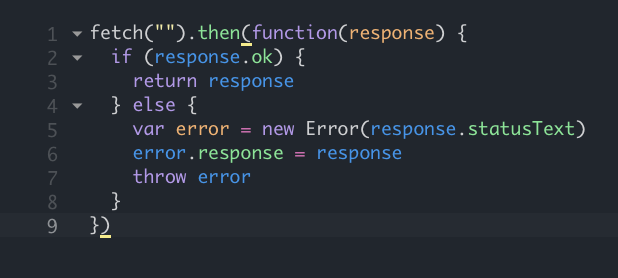 1 fetch("").then(function(response) {
2   if (response.ok) {
3     return response
4   } else {
5     var error = new Error(response.statusText)
6     error.response = response
7     throw error
8   }
9 })